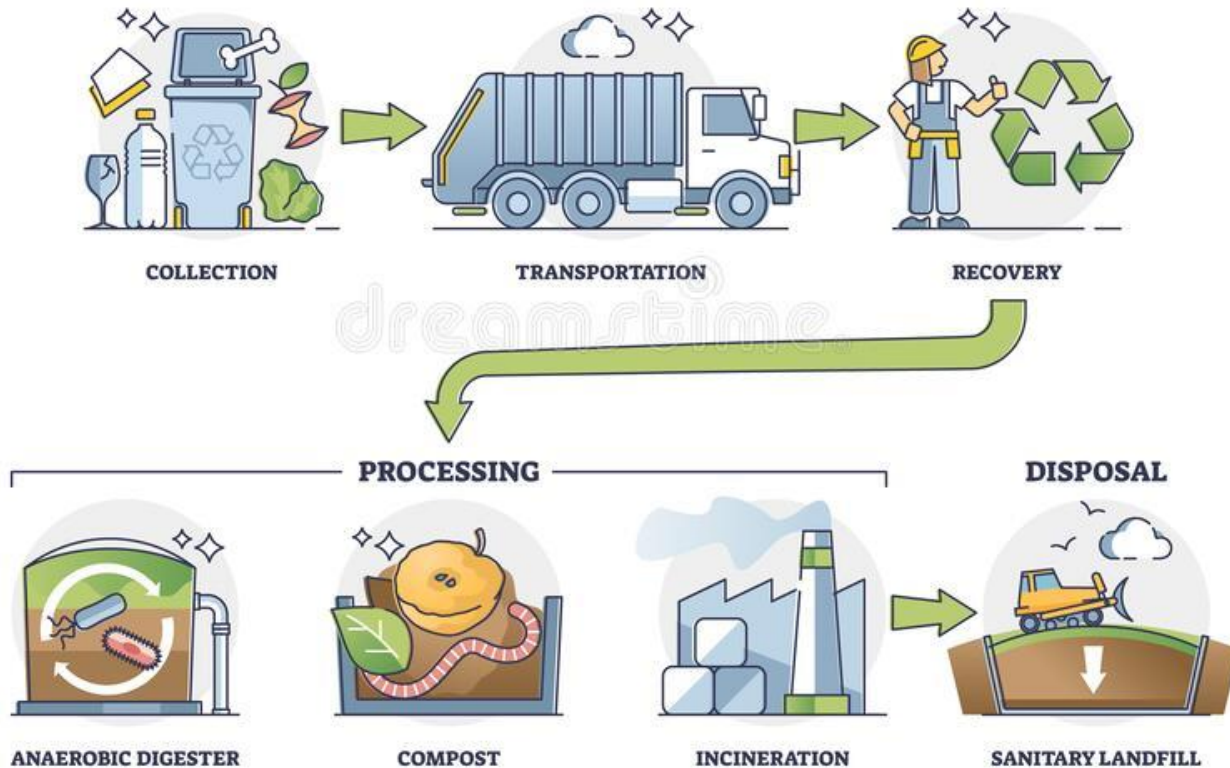 COLLECTION
TRANSPORTATION
RECOVERY
dreamstime.
PROCESSING
DISPOSAL
ANAEROBIC DIGESTER
COMPOST
INCINERATION
SANITARY LANDFILL